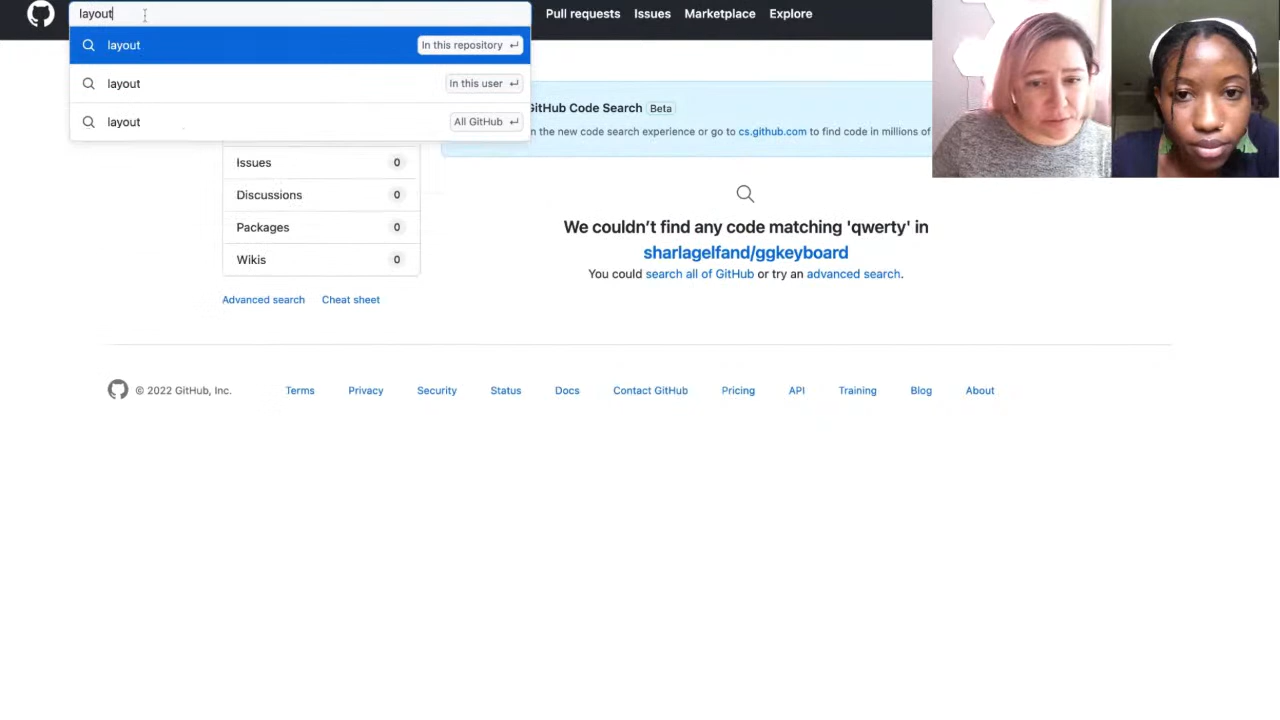 layout
Pull requests Issues Marketplace Explore
layout In this repository ↵
layout In this user ↵
layout All GitHub ↵
GitHub Code Search Beta
the new code search experience or go to cs.github.com to find code in millions of
Issues 0
Discussions 0
Packages 0
Wikis 0
Advanced search Cheat sheet
We couldn’t find any code matching 'qwerty' in
sharlagelfand/ggkeyboard
You could search all of GitHub or try an advanced search.
© 2022 GitHub, Inc. Terms Privacy Security Status Docs Contact GitHub Pricing API Training Blog About